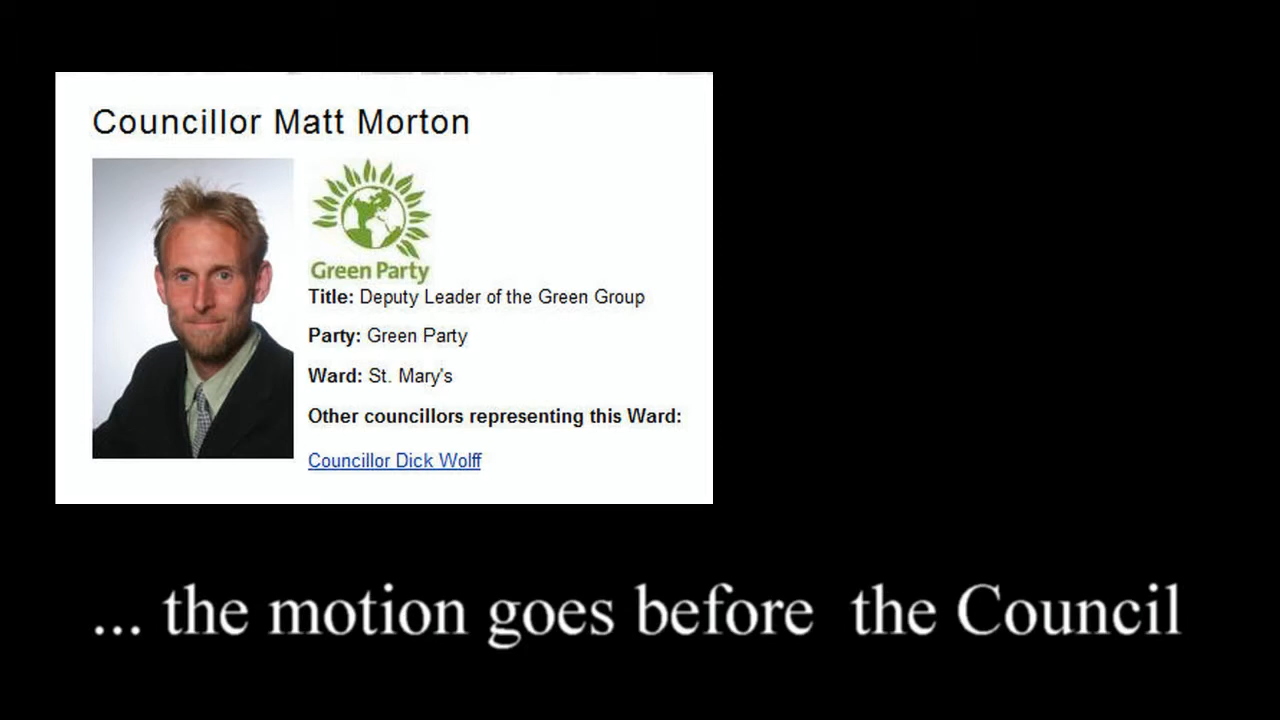 Councillor Matt Morton
Green Party
Title: Deputy Leader of the Green Group
Party: Green Party
Ward: St. Mary's
Other councillors representing this Ward:
Councillor Dick Wolff
... the motion goes before the Council